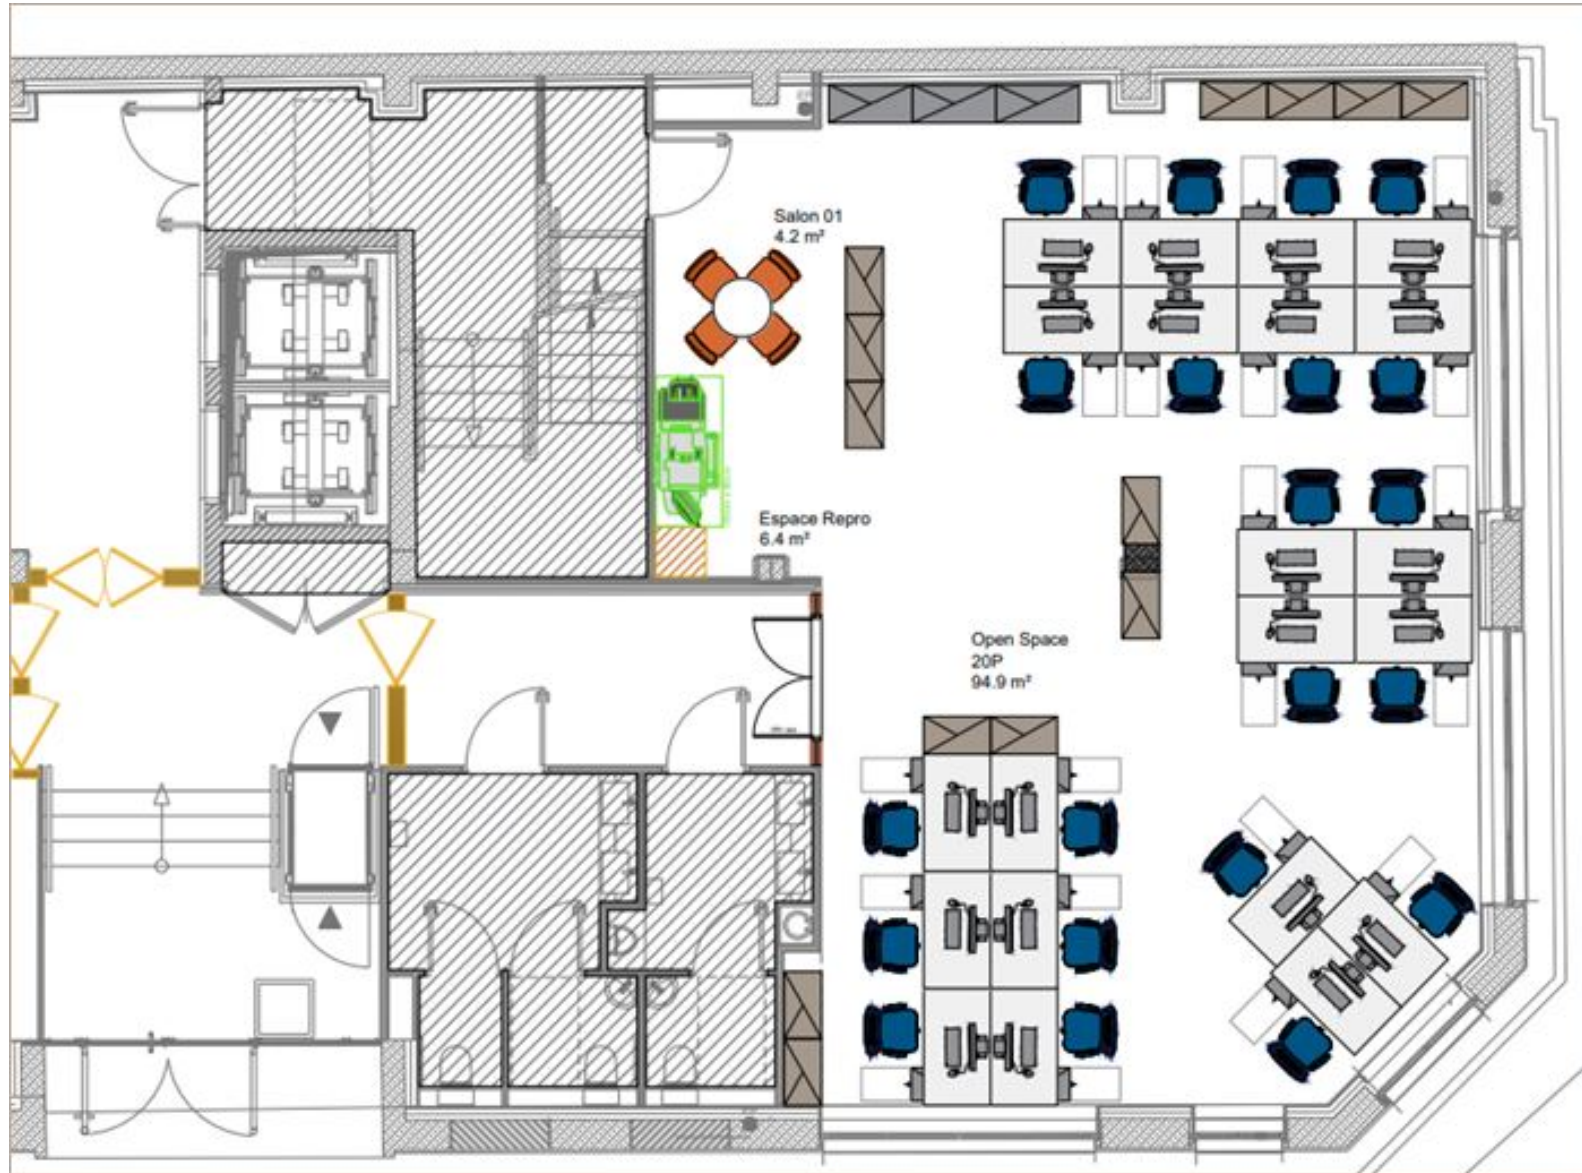 Salon 01
4.2 m²
Espace Repro
6.4 m²
Open Space
20P
94.9 m²